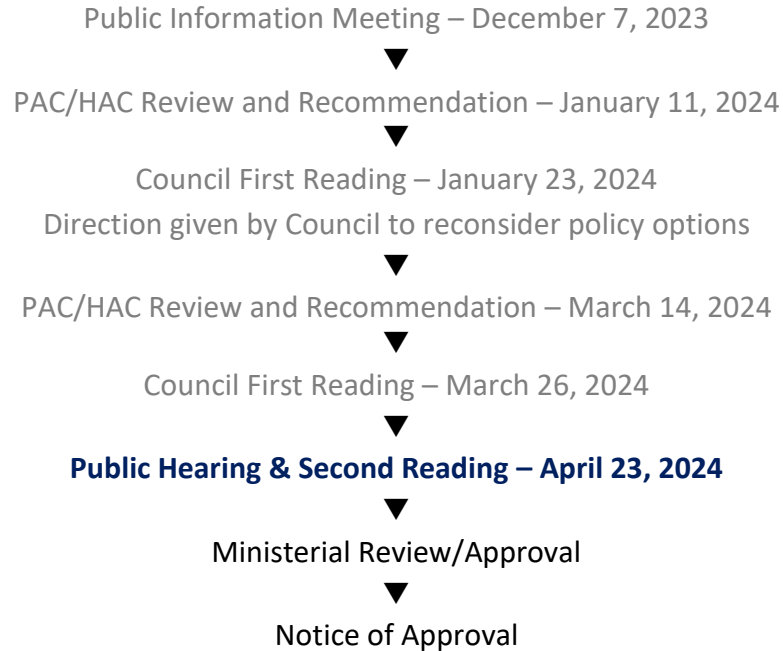 Public Information Meeting – December 7, 2023
PAC/HAC Review and Recommendation – January 11, 2024
Council First Reading – January 23, 2024
Direction given by Council to reconsider policy options
PAC/HAC Review and Recommendation – March 14, 2024
Council First Reading – March 26, 2024
Public Hearing & Second Reading – April 23, 2024
Ministerial Review/Approval
Notice of Approval